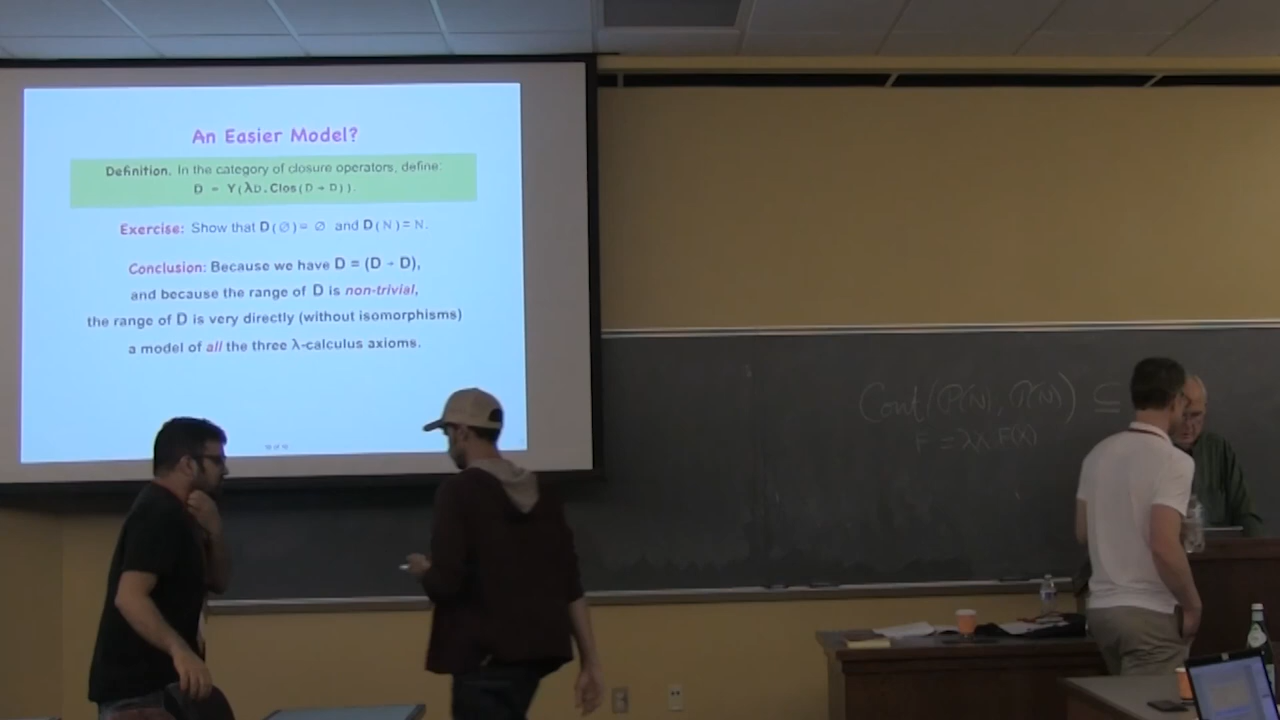 An Easier Model?
Definition. In the category of closure operators, define:
D = Y(λD.Clos(D → D)).
Exercise: Show that D(∅) = ∅ and D(N) = N.
Conclusion: Because we have D = (D → D),
and because the range of D is non-trivial,
the range of D is very directly (without isomorphisms)
a model of all the three λ-calculus axioms.
Cont(P(N), P(N)) ⊆
F = λX.F(X)